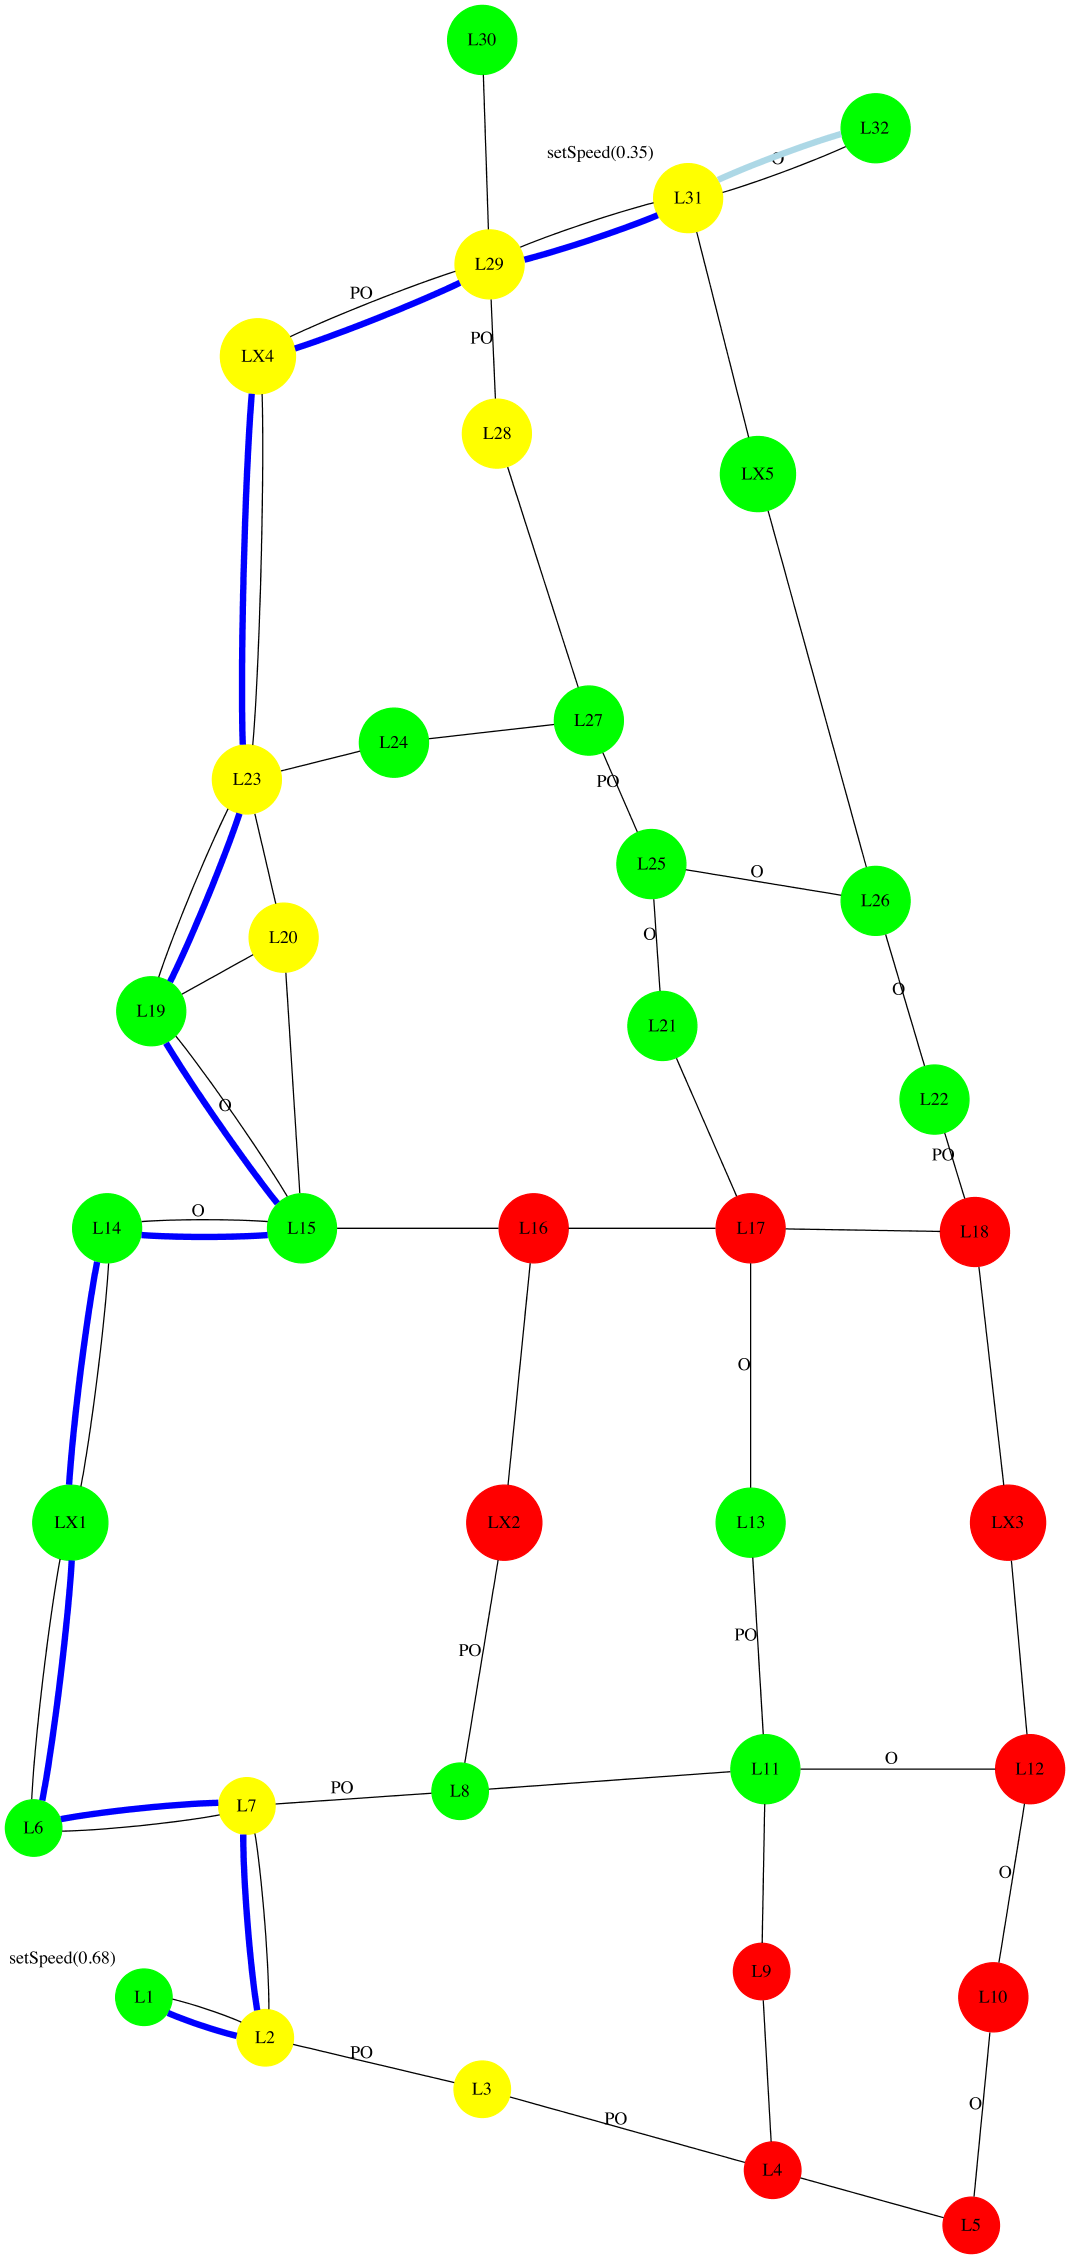 L30
L32
O
setSpeed(0.35)
L31
L29
PO
PO
LX4
L28
LX5
L27
L24
L23
PO
L25
O
L26
O
L20
O
L19
L21
L22
O
PO
O
L14
L15
L16
L17
L18
O
LX1
LX2
L13
LX3
PO
PO
O
L11
L12
PO
L8
L7
L6
O
setSpeed(0.68)
L9
L1
L10
L2
PO
L3
O
PO
L4
L5